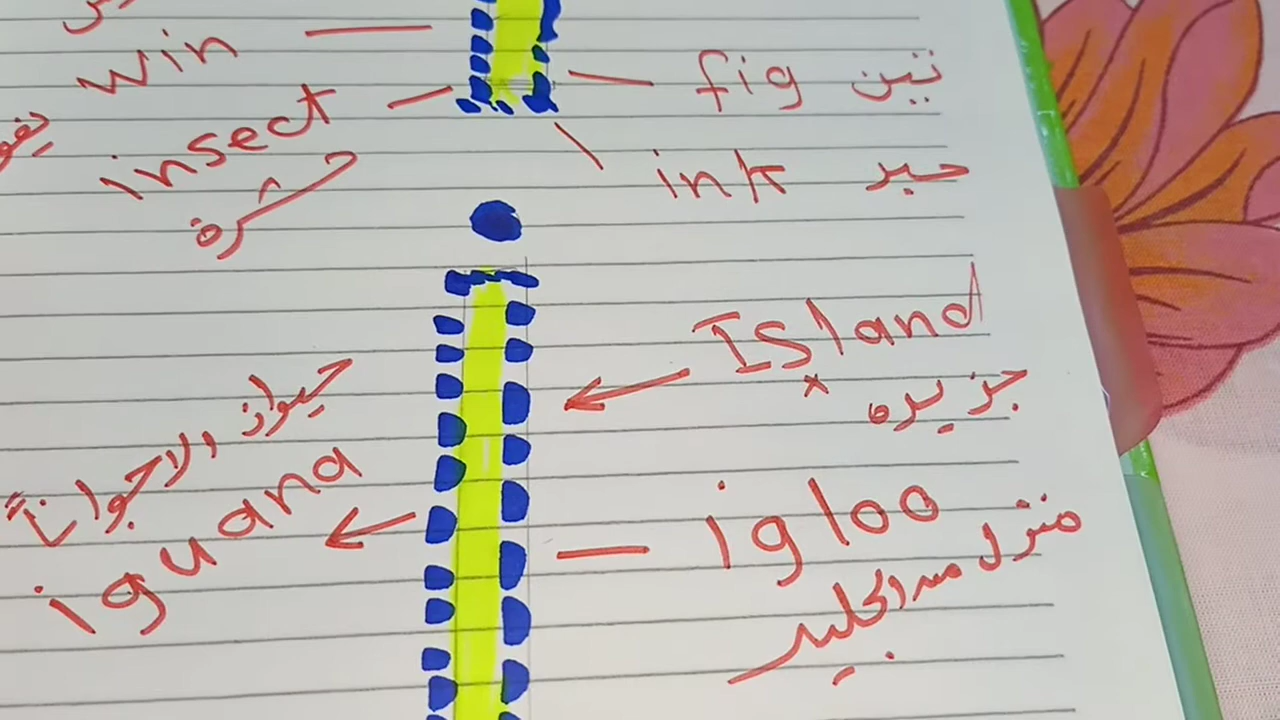 win
fig تين
insect
حشرة
ink حبر
Island
جزيره
حيوان الاجوانا
iguana
igloo
منزل من الجليد